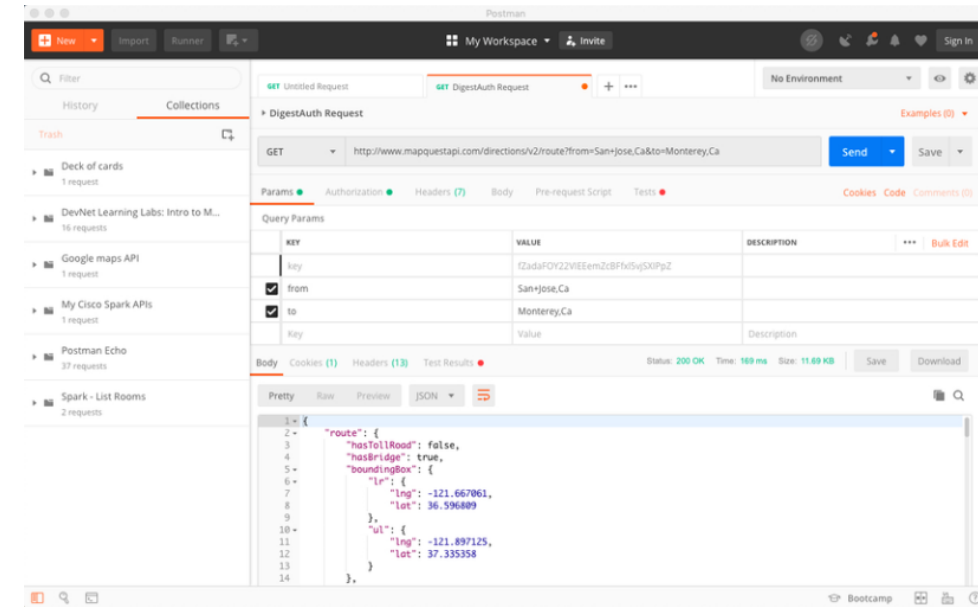 Postman
New Import Runner My Workspace Invite Sign In
Filter
History Collections
Trash
Deck of cards
1 request
DevNet Learning Labs: Intro to M...
16 requests
Google maps API
1 request
My Cisco Spark APIs
1 request
Postman Echo
37 requests
Spark - List Rooms
2 requests
GET Untitled Request GET DigestAuth Request No Environment
DigestAuth Request Examples (0)
GET http://www.mapquestapi.com/directions/v2/route?from=San+Jose,Ca&to=Monterey,Ca Send Save
Params Authorization Headers (7) Body Pre-request Script Tests Cookies Code Comments (0)
Query Params
KEY VALUE DESCRIPTION Bulk Edit
key
from San+Jose,Ca
to Monterey,Ca
Key Value Description
Body Cookies (1) Headers (13) Test Results Status: 200 OK Time: 169 ms Size: 11.69 KB Save Download
Pretty Raw Preview JSON
1 {
2 "route": {
3 "hasTollRoad": false,
4 "hasBridge": true,
5 "boundingBox": {
6 "lr": {
7 "lng": -121.667061,
8 "lat": 36.596809
9 },
10 "ul": {
11 "lng": -121.897125,
12 "lat": 37.335358
13 }
14 },
Bootcamp